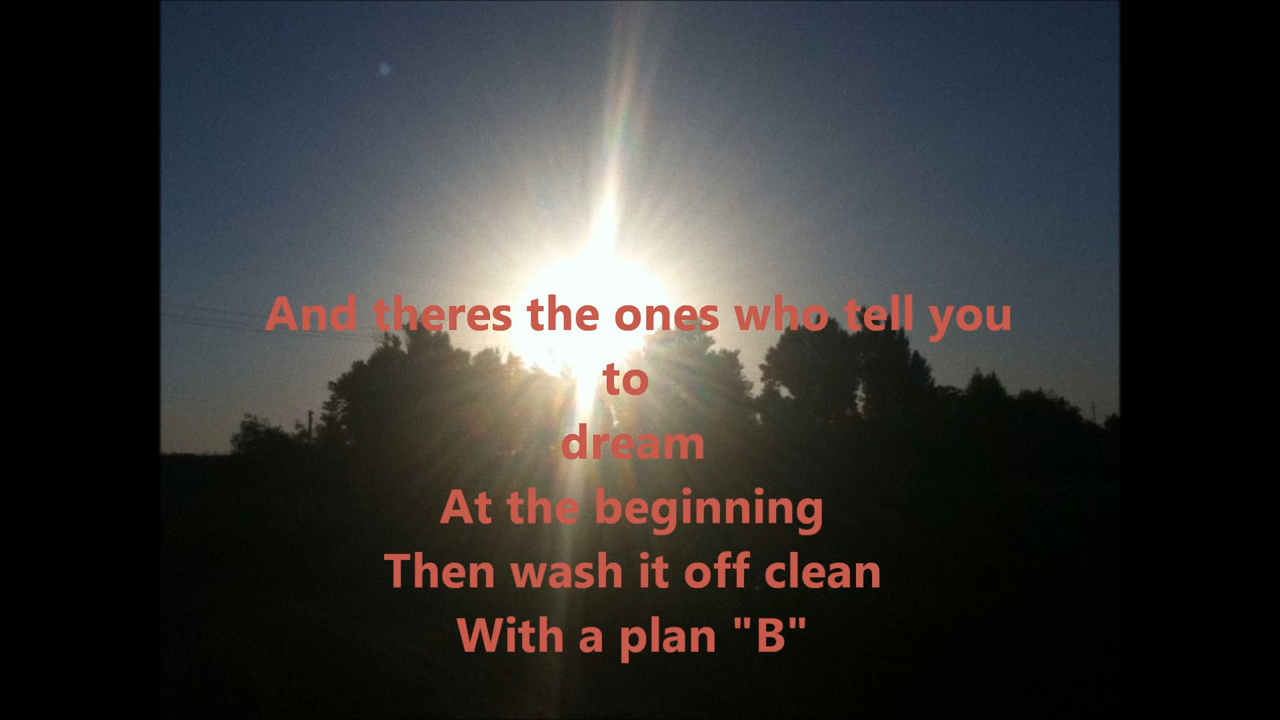 And theres the ones who tell you
to
dream
At the beginning
Then wash it off clean
With a plan "B"